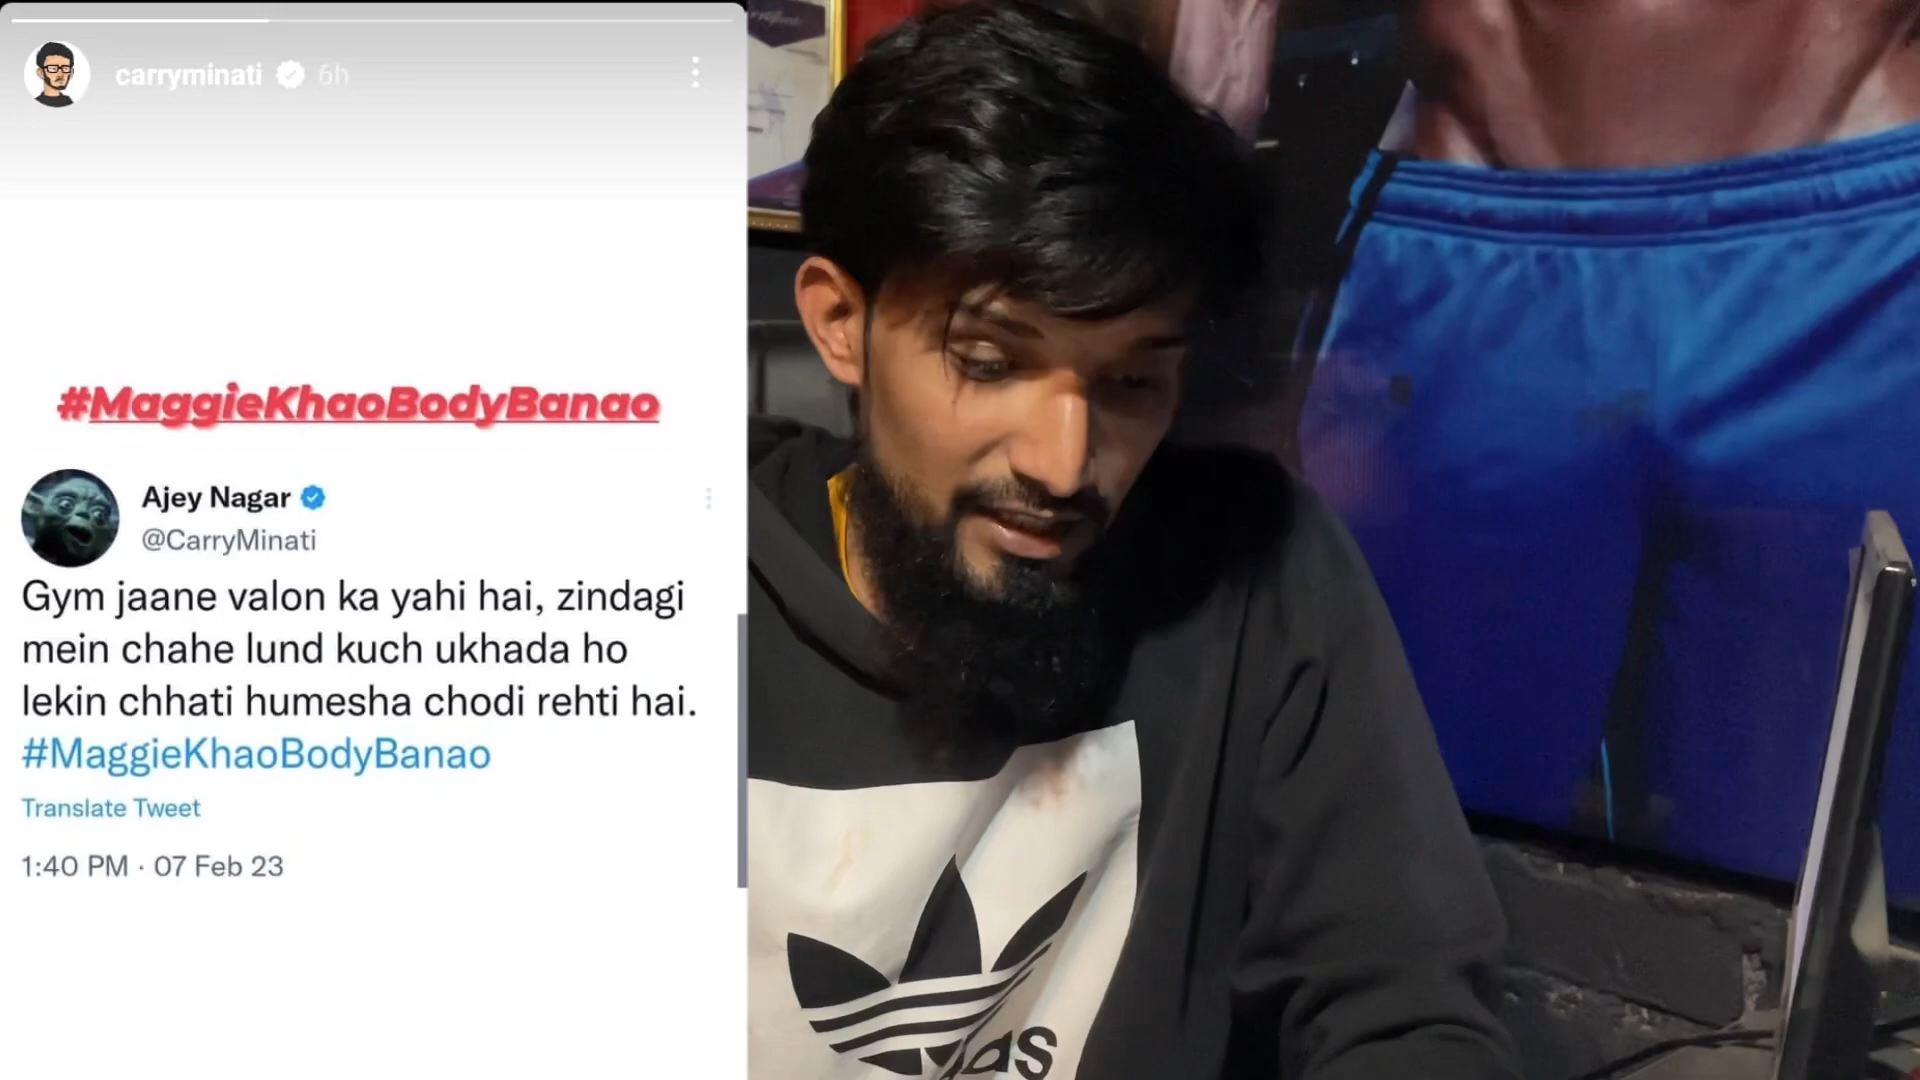 carryminati 6h
#MaggieKhaoBodyBanao
Ajey Nagar
@CarryMinati
Gym jaane valon ka yahi hai, zindagi
mein chahe lund kuch ukhada ho
lekin chhati humesha chodi rehti hai.
#MaggieKhaoBodyBanao
Translate Tweet
1:40 PM · 07 Feb 23